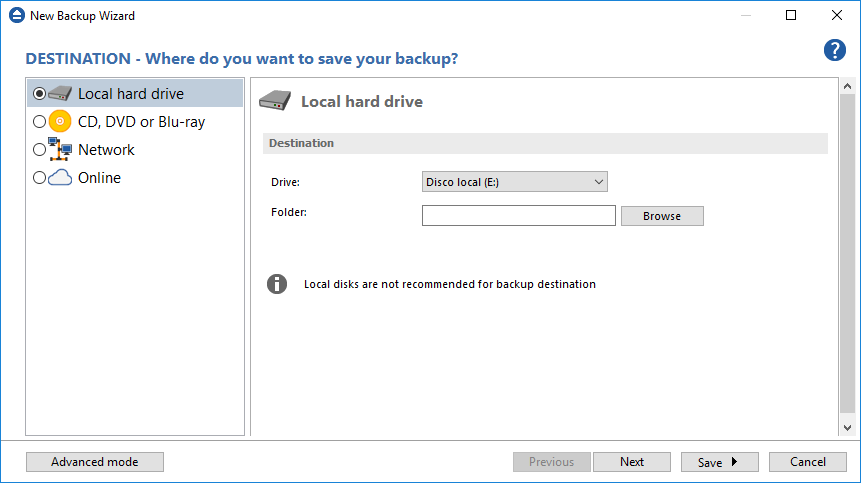 New Backup Wizard
DESTINATION - Where do you want to save your backup?
?
Local hard drive
CD, DVD or Blu-ray
Network
Online
Local hard drive
Destination
Drive:
Disco local (E:)
Folder:
Browse
Local disks are not recommended for backup destination
Advanced mode
Previous
Next
Save
Cancel